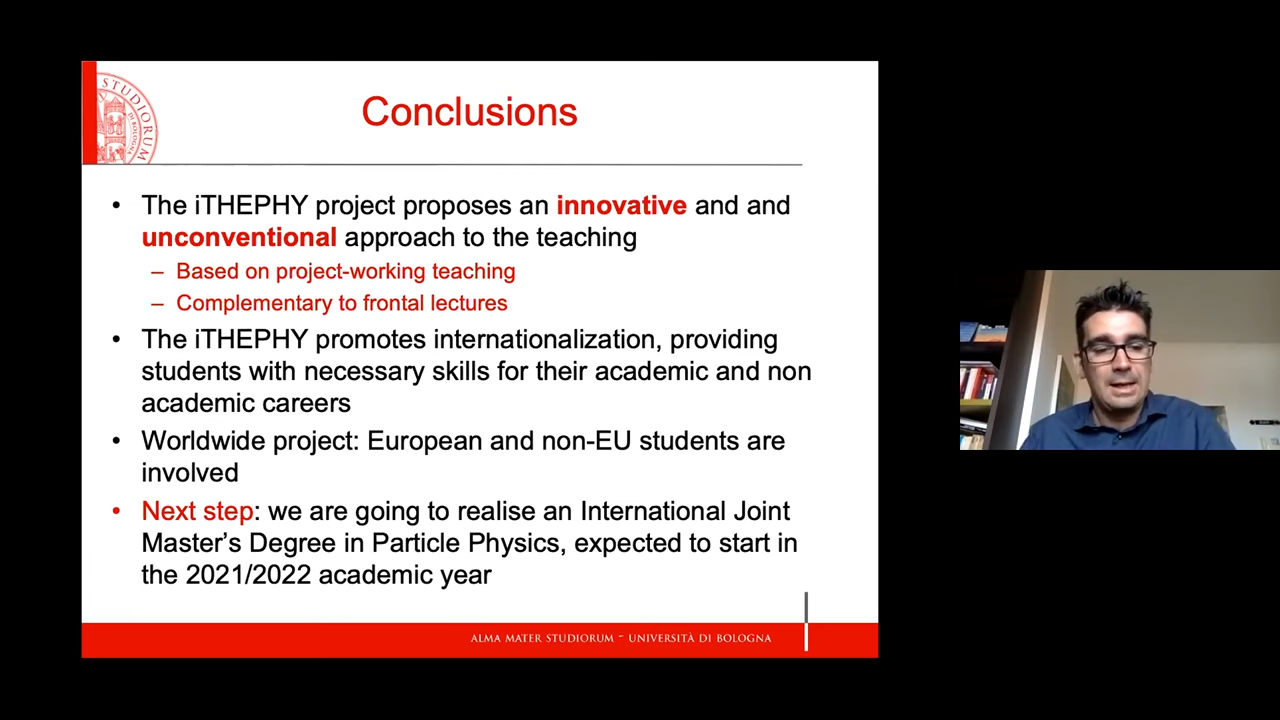 STUDIORUM
DI BOLOGNA
Conclusions
• The iTHEPHY project proposes an innovative and and
unconventional approach to the teaching
– Based on project-working teaching
– Complementary to frontal lectures
• The iTHEPHY promotes internationalization, providing
students with necessary skills for their academic and non
academic careers
• Worldwide project: European and non-EU students are
involved
• Next step: we are going to realise an International Joint
Master’s Degree in Particle Physics, expected to start in
the 2021/2022 academic year
ALMA MATER STUDIORUM ~ UNIVERSITÀ DI BOLOGNA